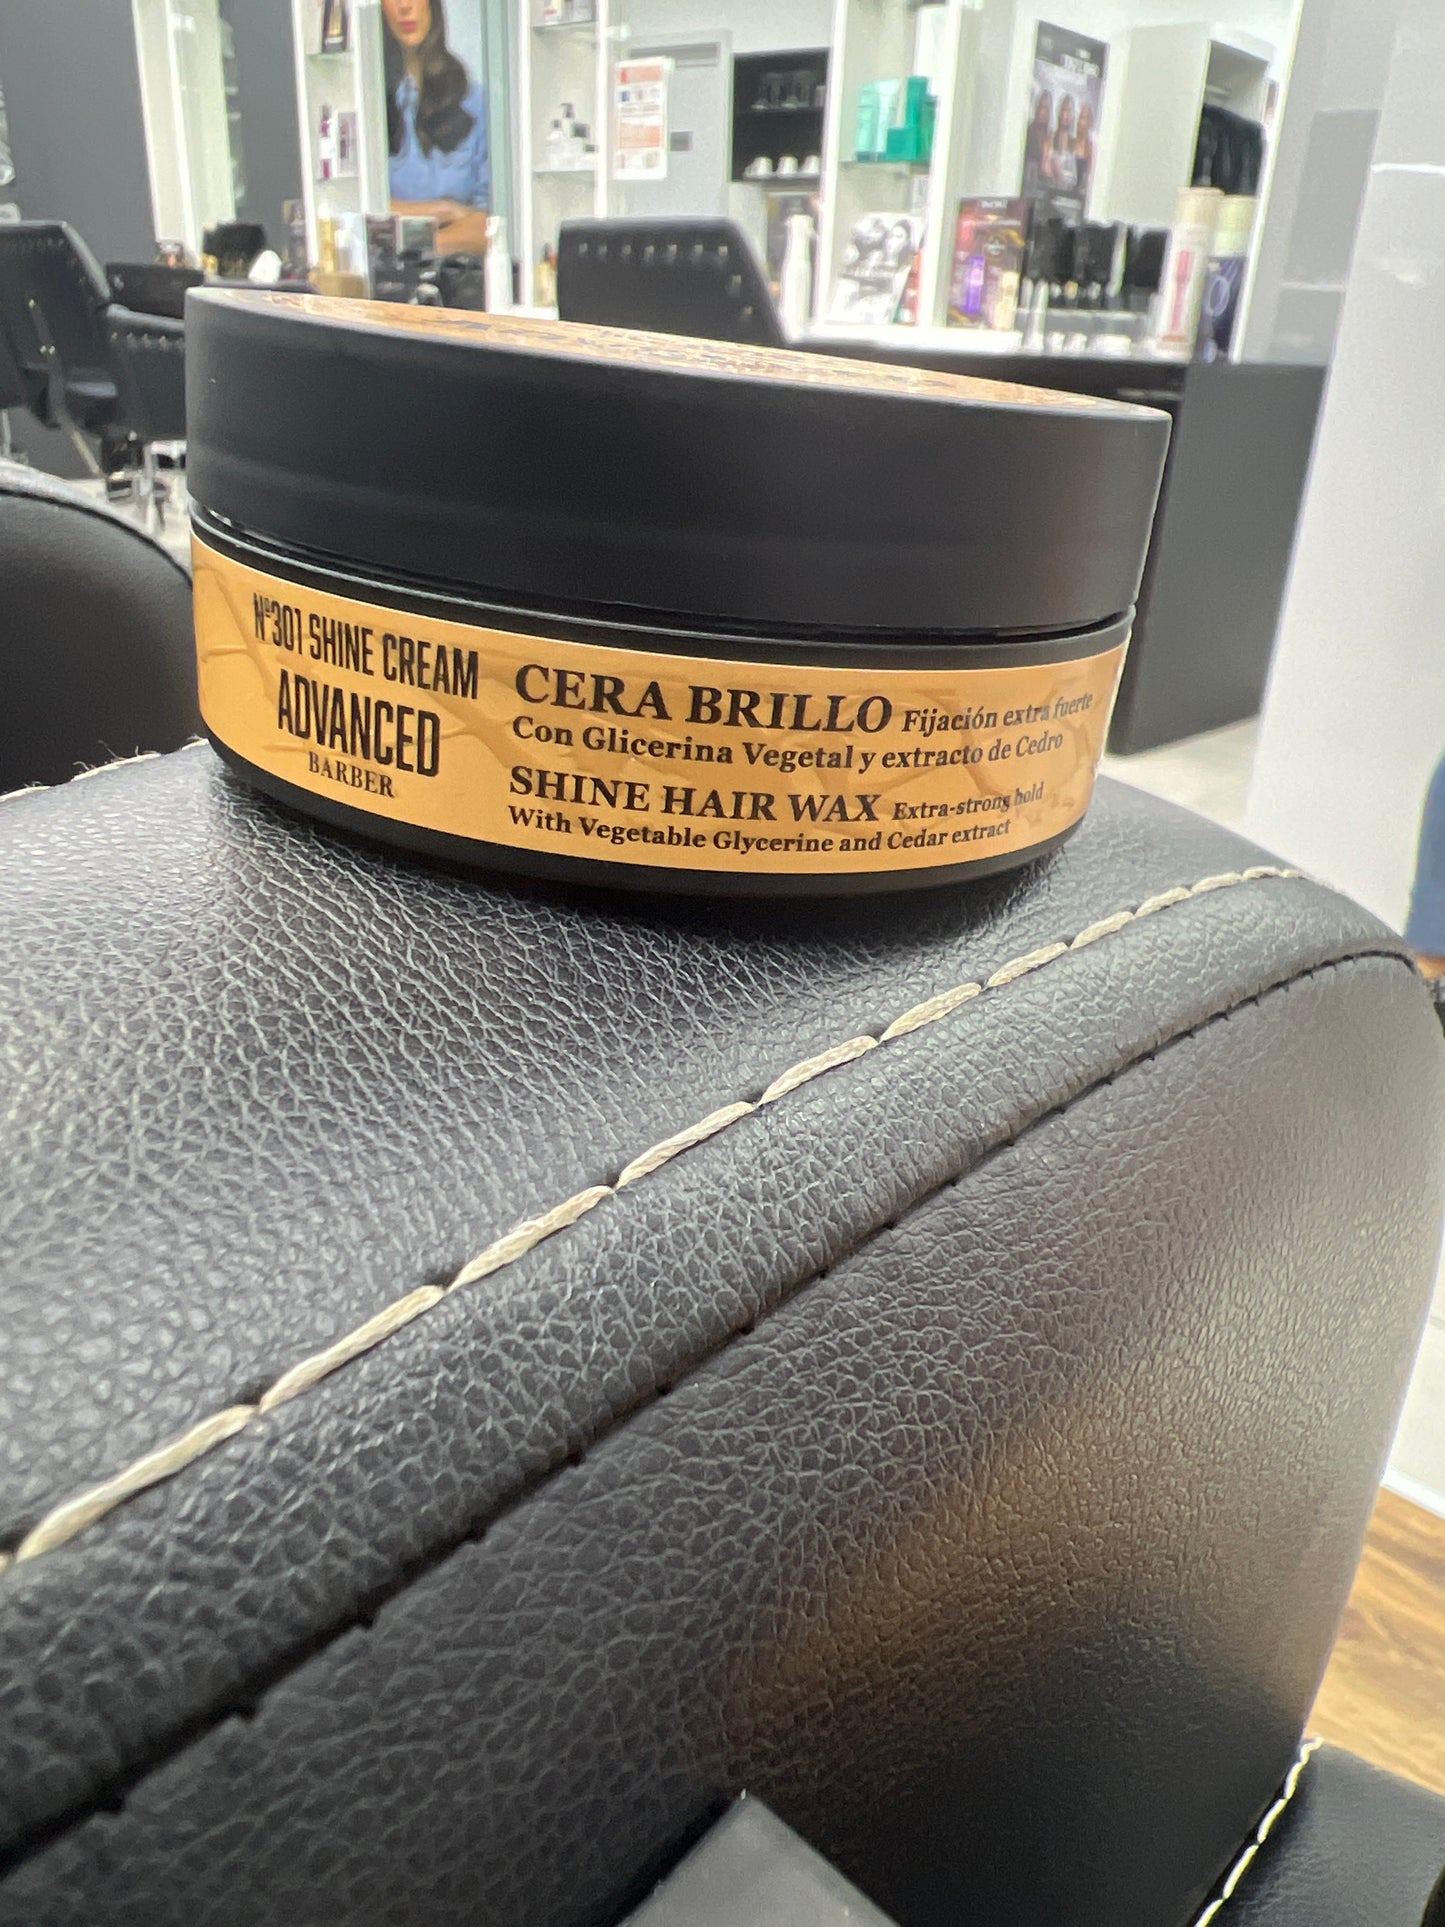 Nº301 SHINE CREAM
ADVANCED
BARBER
CERA BRILLO Fijación extra fuerte
Con Glicerina Vegetal y extracto de Cedro
SHINE HAIR WAX Extra-strong hold
With Vegetable Glycerine and Cedar extract